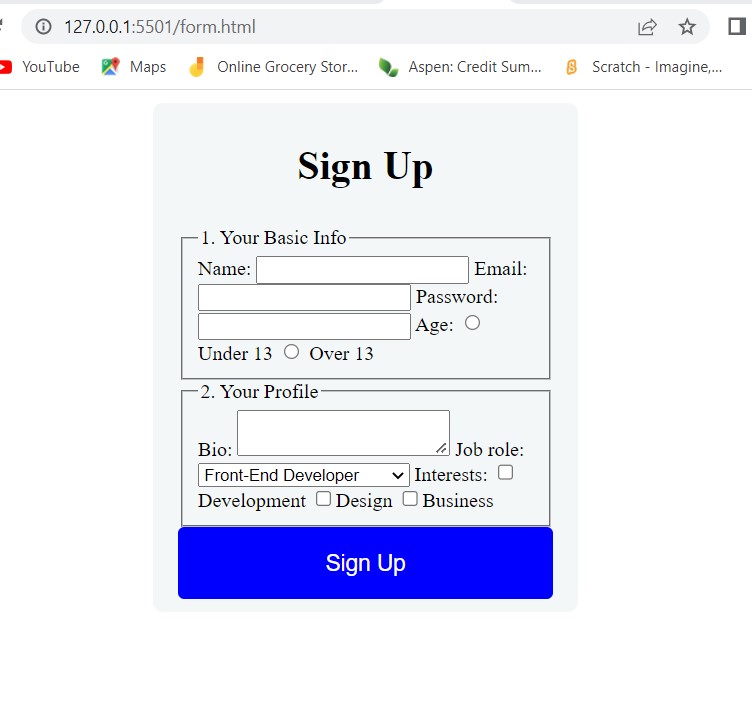 127.0.0.1:5501/form.html
YouTube Maps Online Grocery Stor... Aspen: Credit Sum... Scratch - Imagine,...
Sign Up
1. Your Basic Info
Name: Email:
Password:
Age:
Under 13 Over 13
2. Your Profile
Bio: Job role:
Front-End Developer Interests:
Development Design Business
Sign Up